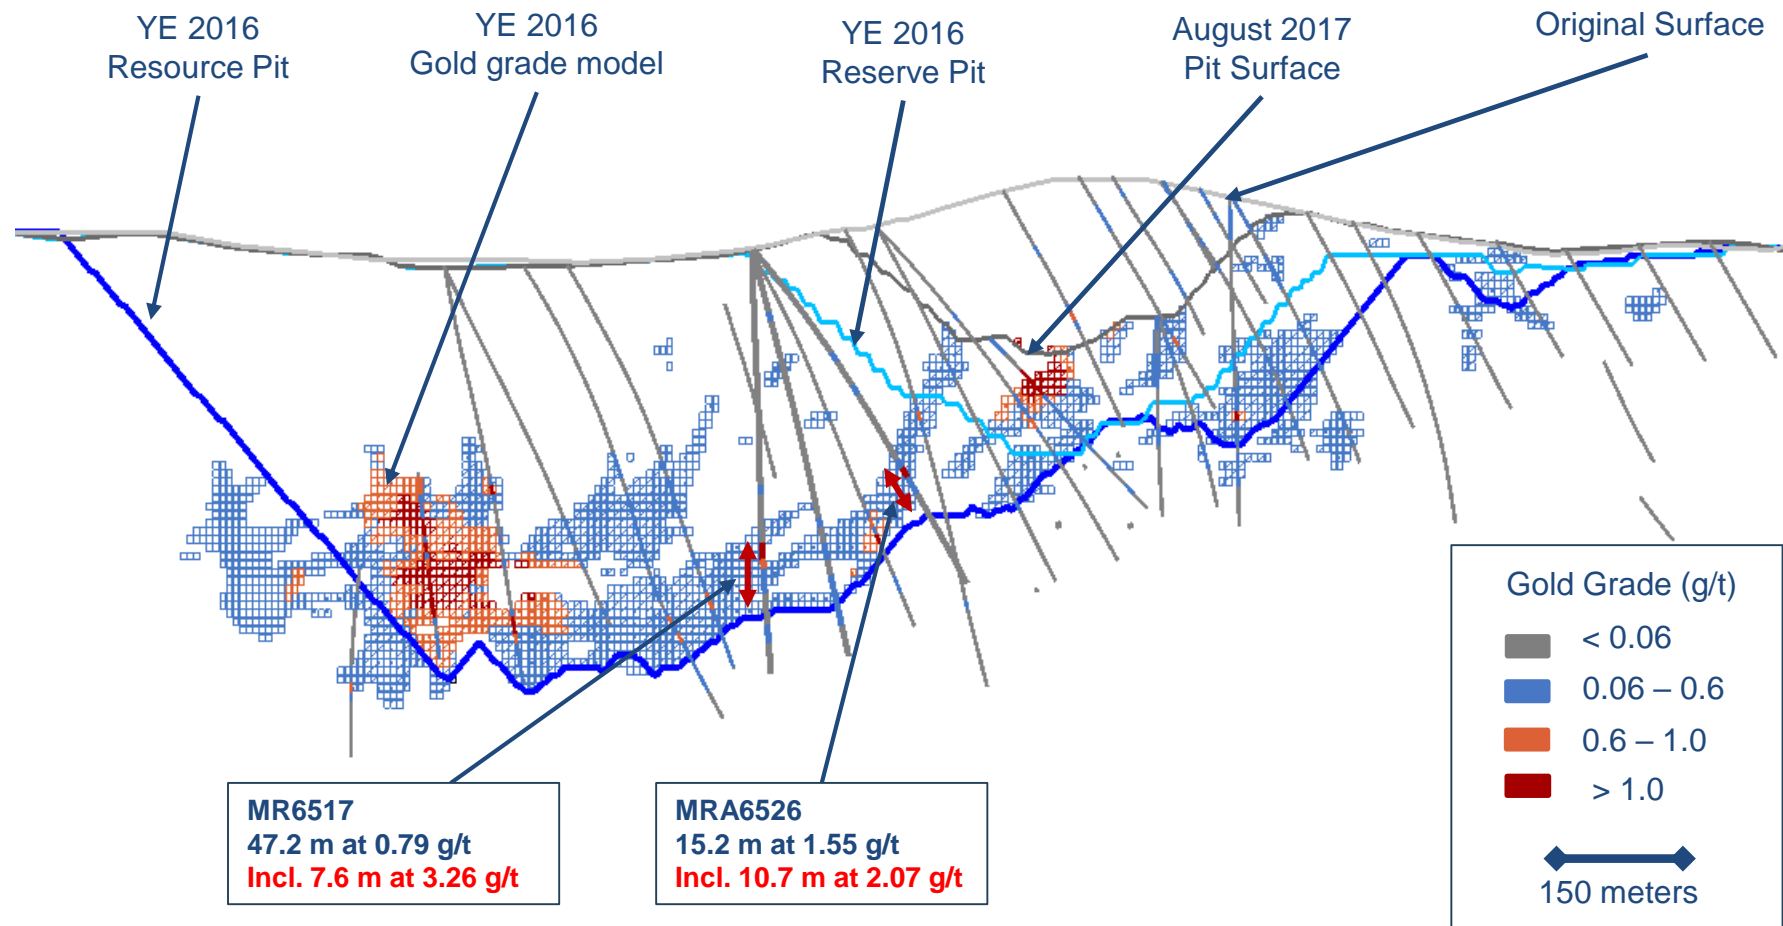 YE 2016
Resource Pit
YE 2016
Gold grade model
YE 2016
Reserve Pit
August 2017
Pit Surface
Original Surface
MR6517
47.2 m at 0.79 g/t
Incl. 7.6 m at 3.26 g/t
MRA6526
15.2 m at 1.55 g/t
Incl. 10.7 m at 2.07 g/t
Gold Grade (g/t)
< 0.06
0.06 – 0.6
0.6 – 1.0
> 1.0
150 meters